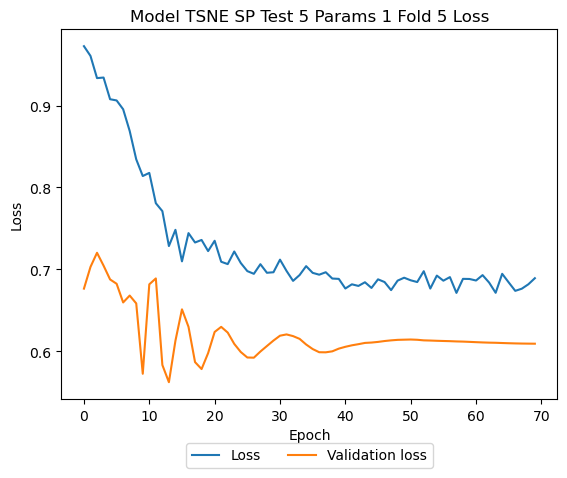 Model TSNE SP Test 5 Params 1 Fold 5 Loss
Loss
0.9
0.8
0.7
0.6
0 10 20 30 40 50 60 70
Epoch
Loss Validation loss